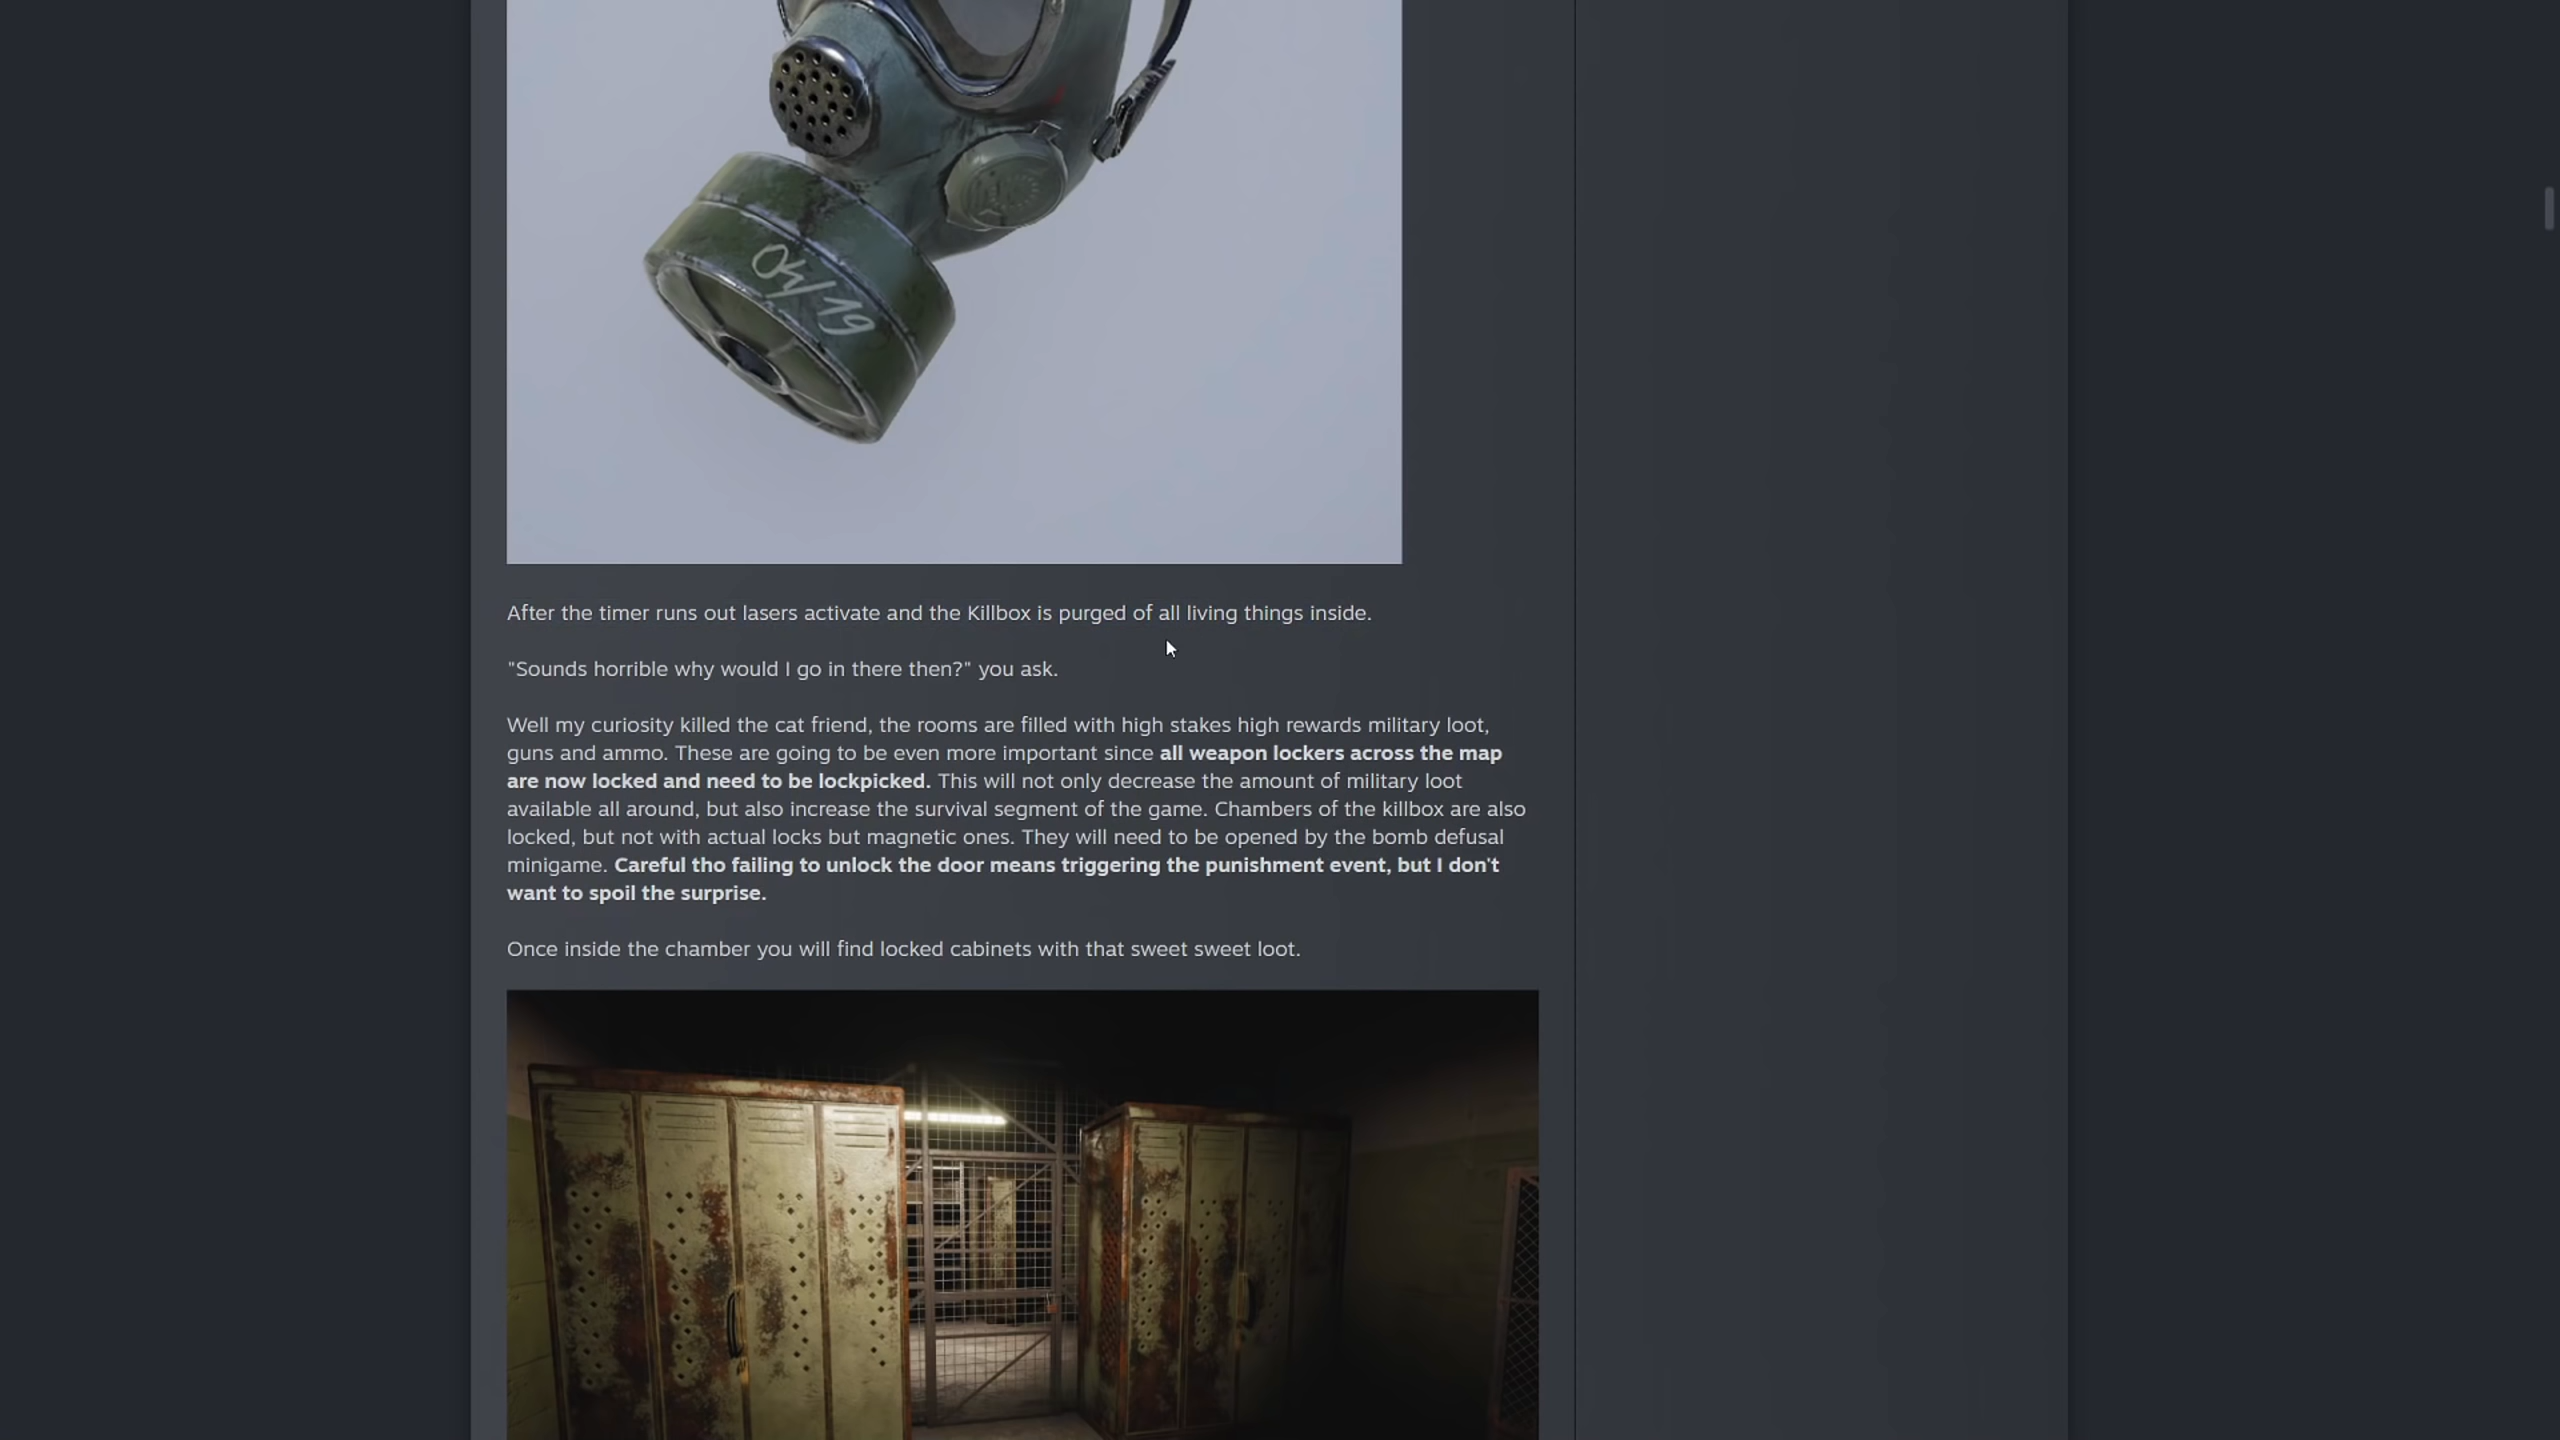 Oh/19
After the timer runs out lasers activate and the Killbox is purged of all living things inside.
"Sounds horrible why would I go in there then?" you ask.
Well my curiosity killed the cat friend, the rooms are filled with high stakes high rewards military loot,
guns and ammo. These are going to be even more important since all weapon lockers across the map
are now locked and need to be lockpicked. This will not only decrease the amount of military loot
available all around, but also increase the survival segment of the game. Chambers of the killbox are also
locked, but not with actual locks but magnetic ones. They will need to be opened by the bomb defusal
minigame. Careful tho failing to unlock the door means triggering the punishment event, but I don't
want to spoil the surprise.
Once inside the chamber you will find locked cabinets with that sweet sweet loot.